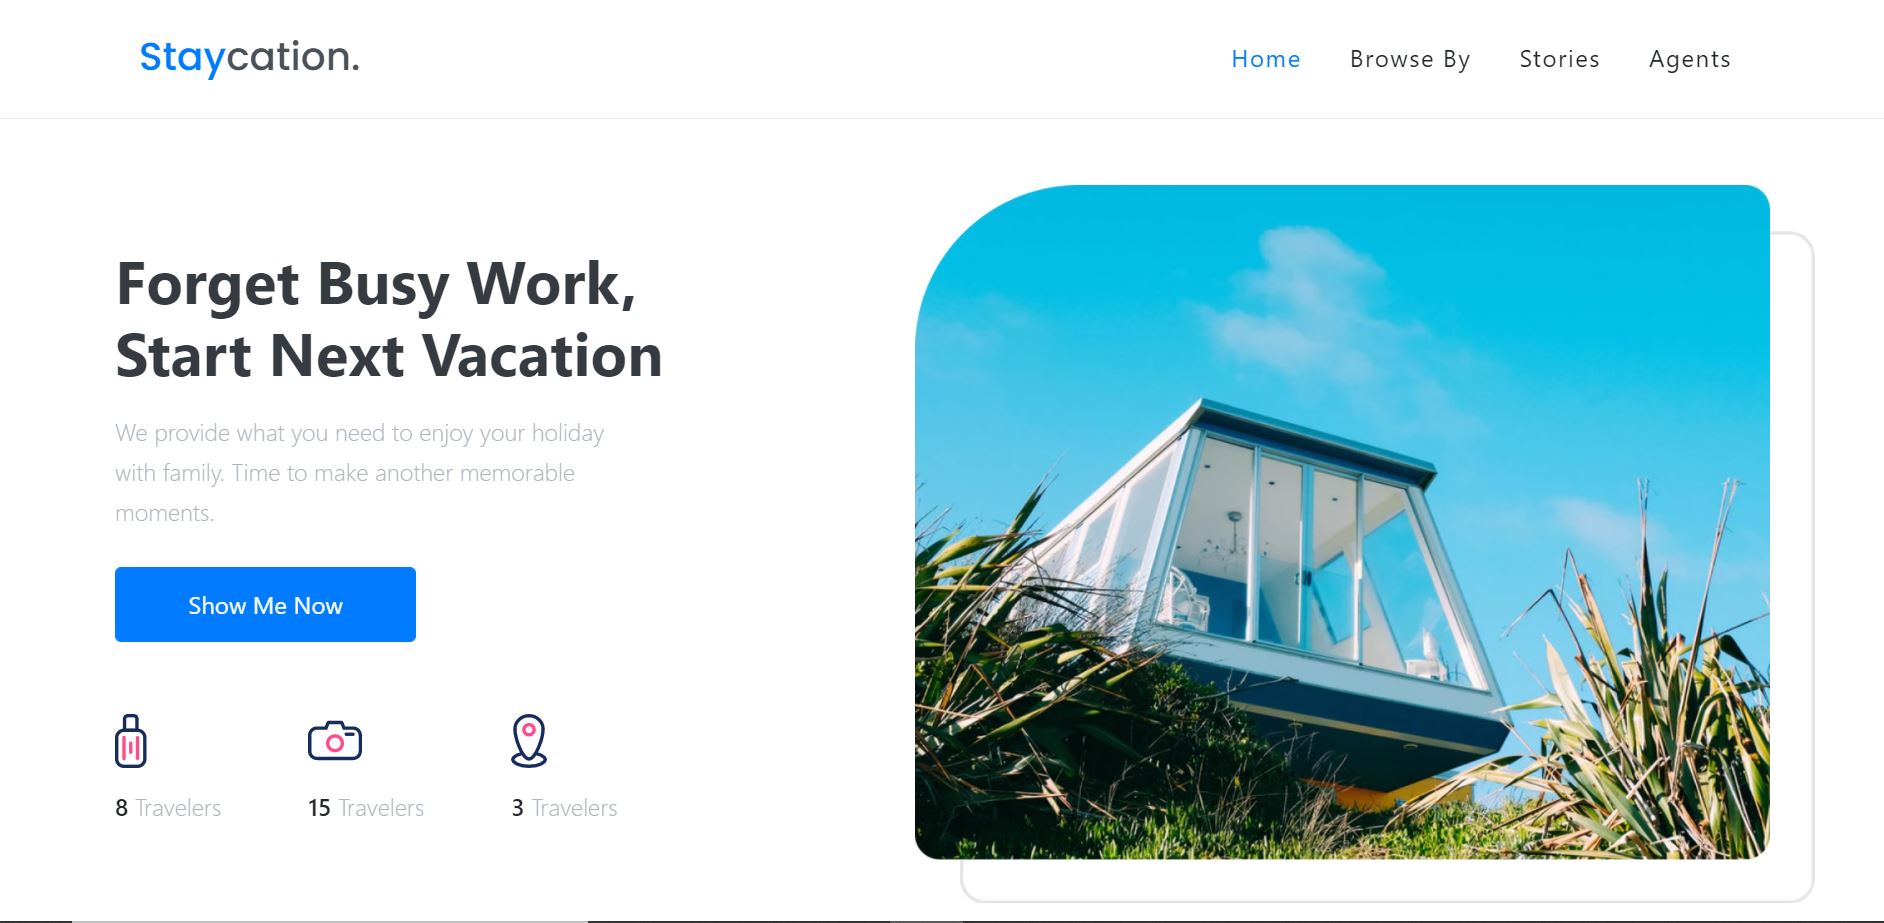 Staycation.
Home Browse By Stories Agents
Forget Busy Work,
Start Next Vacation
We provide what you need to enjoy your holiday
with family. Time to make another memorable
moments.
Show Me Now
8 Travelers
15 Travelers
3 Travelers